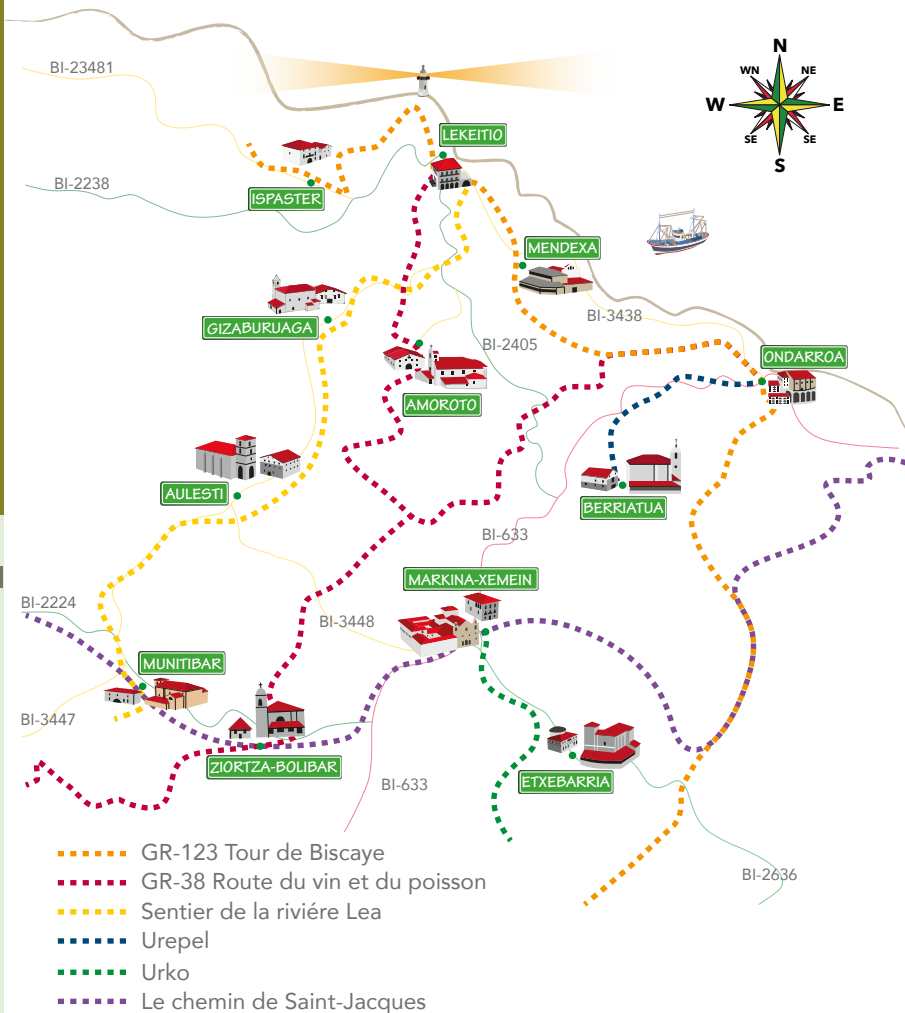 N
WN
NE
W
E
SE
SE
S
BI-23481
LEKEITIO
BI-2238
ISPASTER
MENDEXA
GIZABURUAGA
BI-3438
BI-2405
ONDARROA
AMOROTO
AULESTI
BERRIATUA
BI-633
MARKINA-XEMEIN
BI-2224
BI-3448
MUNITIBAR
BI-3447
ZIORTZA-BOLIBAR
BI-633
ETXEBARRIA
BI-2636
GR-123 Tour de Biscaye
GR-38 Route du vin et du poisson
Sentier de la riviére Lea
Urepel
Urko
Le chemin de Saint-Jacques